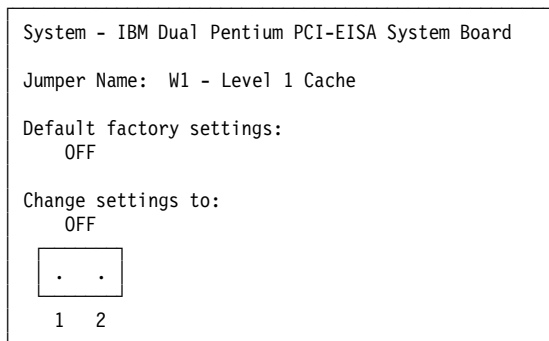 System - IBM Dual Pentium PCI-EISA System Board
Jumper Name: W1 - Level 1 Cache
Default factory settings:
OFF
Change settings to:
OFF
. .
1 2